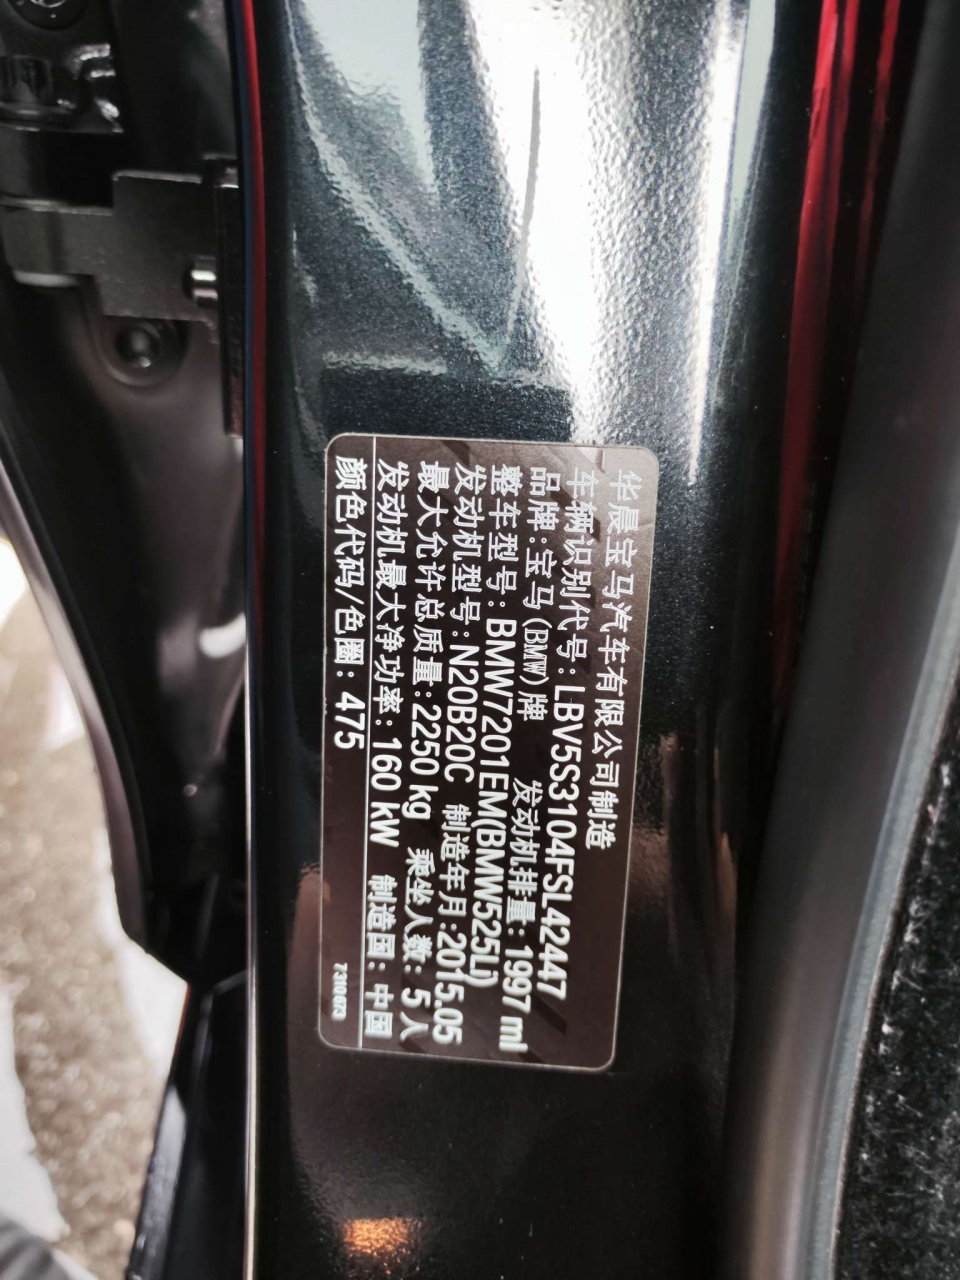 华晨宝马汽车有限公司制造
车辆识别代号: LBV5S3104FSL42447
品牌: 宝马(BMW)牌 发动机排量: 1997 ml
整车型号: BMW7201EM(BMW525Li)
发动机型号: N20B20C 制造年月: 2015.05
最大允许总质量: 2250 kg 乘坐人数: 5 人
发动机最大净功率: 160 kW 制造国: 中国
颜色代码/色圈: 475
7 310 673